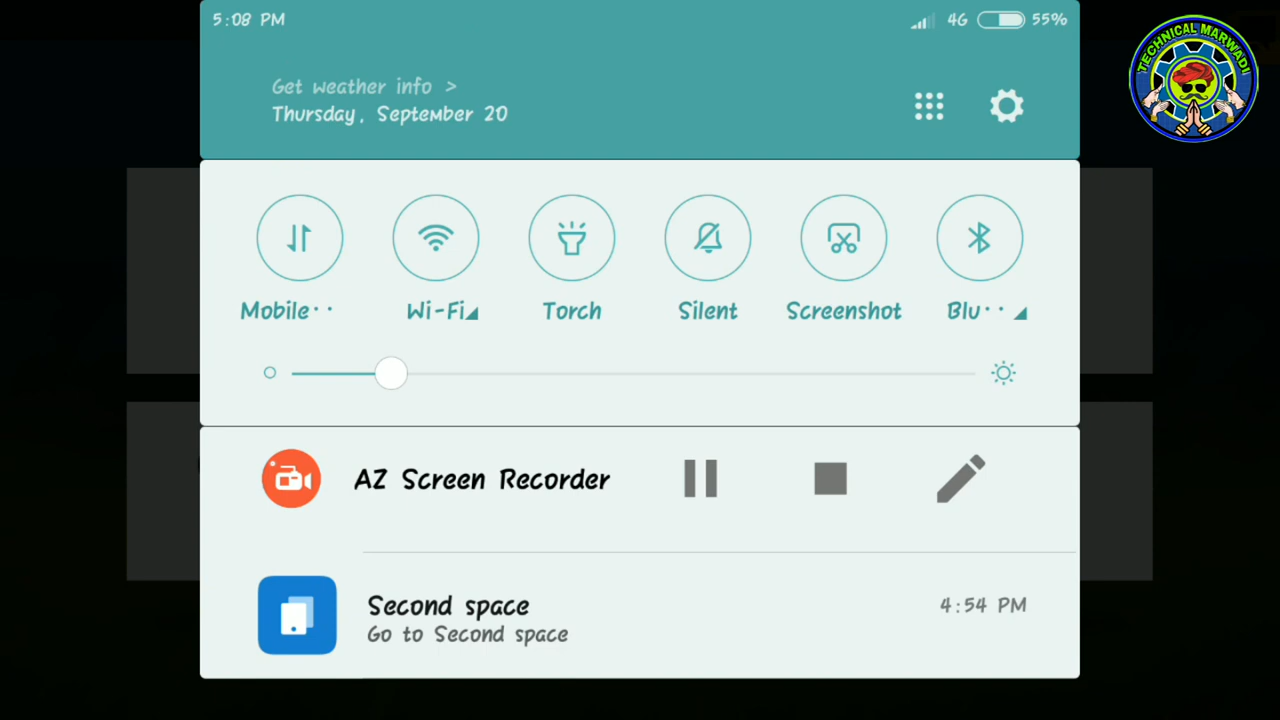 5:08 PM
4G
55%
TECHNICAL MARWADI
Get weather info >
Thursday, September 20
Mobile··
Wi-Fi
Torch
Silent
Screenshot
Blu··
AZ Screen Recorder
Second space
4:54 PM
Go to Second space